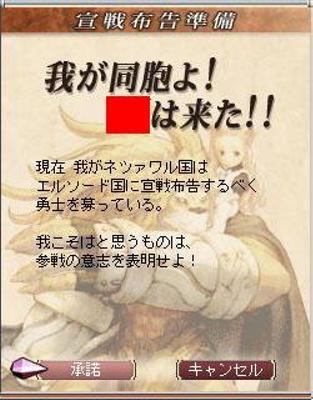 宣戦布告準備
我が同胞よ!
は来た!!
現在 我がネツァワル国は
エルソード国に宣戦布告するべく
勇士を募っている。
我こそはと思うものは、
参戦の意志を表明せよ!
承諾
キャンセル